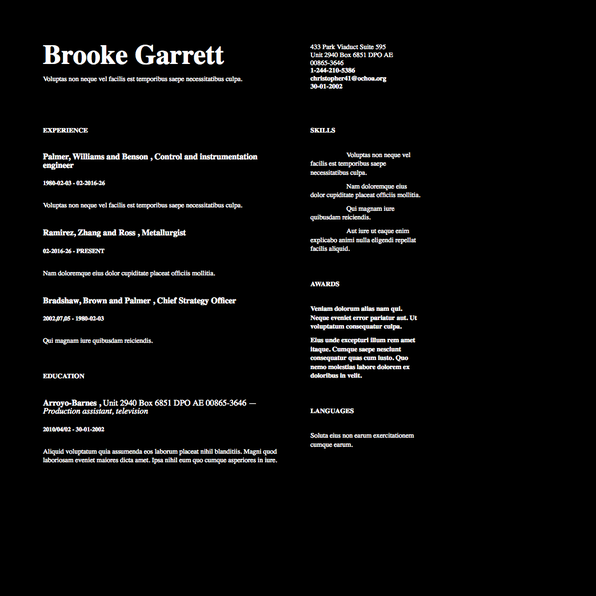 Brooke Garrett
Voluptas non neque vel facilis est temporibus saepe necessitatibus culpa.
433 Park Viaduct Suite 595
Unit 2940 Box 6851 DPO AE
00865-3646
1-244-210-5386
christopher41@ochoa.org
30-01-2002
EXPERIENCE
Palmer, Williams and Benson , Control and instrumentation
engineer
1980-02-03 - 02-2016-26
Voluptas non neque vel facilis est temporibus saepe necessitatibus culpa.
Ramirez, Zhang and Ross , Metallurgist
02-2016-26 - PRESENT
Nam doloremque eius dolor cupiditate placeat officiis mollitia.
Bradshaw, Brown and Palmer , Chief Strategy Officer
2002,07,05 - 1980-02-03
Qui magnam iure quibusdam reiciendis.
EDUCATION
Arroyo-Barnes , Unit 2940 Box 6851 DPO AE 00865-3646 —
Production assistant, television
2010/04/02 - 30-01-2002
Aliquid voluptatum quia assumenda eos laborum placeat nihil blanditiis. Magni quod
laboriosam eveniet maiores dicta amet. Ipsa nihil eum quo cumque asperiores in iure.
SKILLS
Voluptas non neque vel
facilis est temporibus saepe
necessitatibus culpa.
Nam doloremque eius
dolor cupiditate placeat officiis mollitia.
Qui magnam iure
quibusdam reiciendis.
Aut iure ut eaque enim
explicabo animi nulla eligendi repellat
facilis aliquid.
AWARDS
Veniam dolorum alias nam qui.
Neque eveniet error pariatur aut. Ut
voluptatum consequatur culpa.
Eius unde excepturi illum rem amet
itaque. Cumque saepe nesciunt
consequatur quas cum iusto. Quo
nemo molestias labore dolorem ex
doloribus in velit.
LANGUAGES
Soluta eius non earum exercitationem
cumque earum.